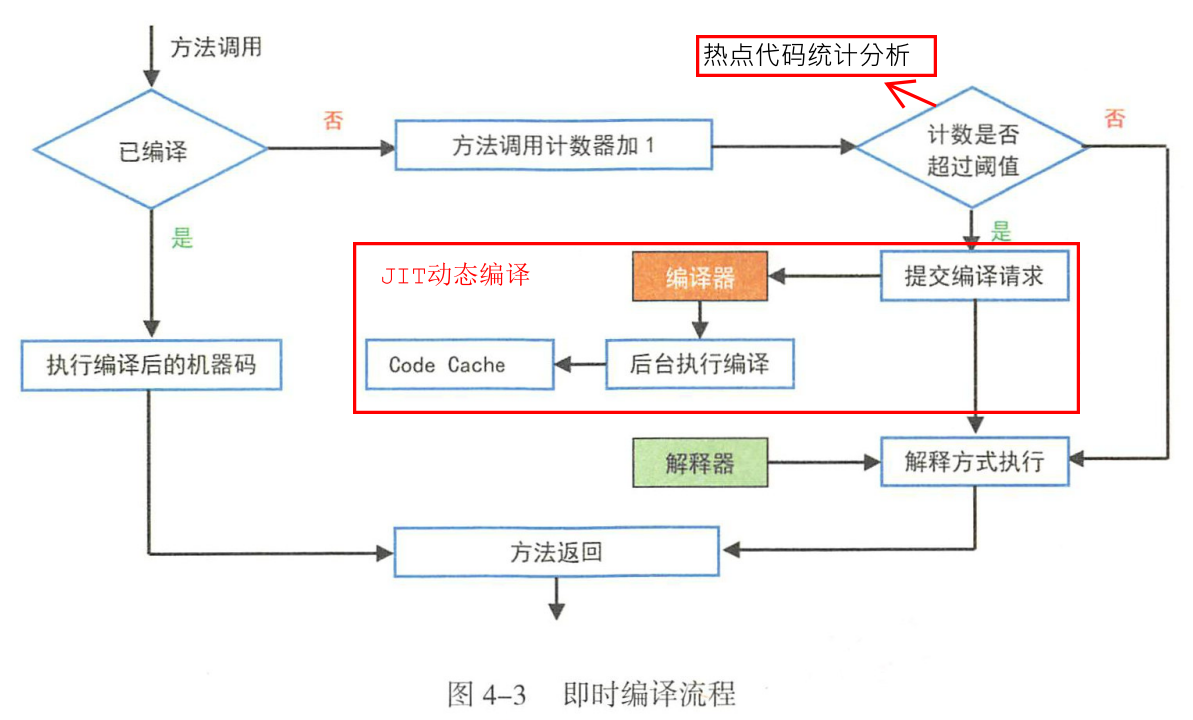 方法调用
热点代码统计分析
已编译
否
方法调用计数器加1
计数是否
超过阈值
否
是
是
JIT动态编译
编译器
提交编译请求
执行编译后的机器码
Code Cache
后台执行编译
解释器
解释方式执行
方法返回
图 4-3 即时编译流程